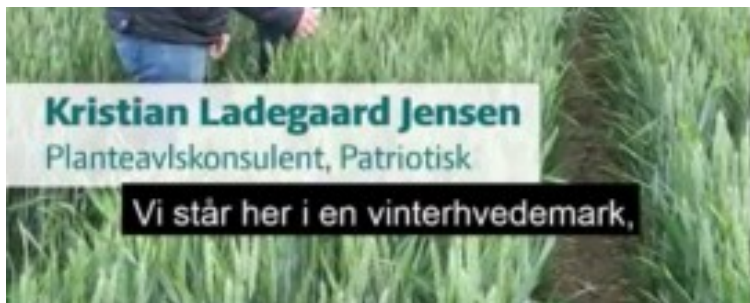 Kristian Ladegaard Jensen
Planteavlskonsulent, Patriotisk
Vi står her i en vinterhvedemark,